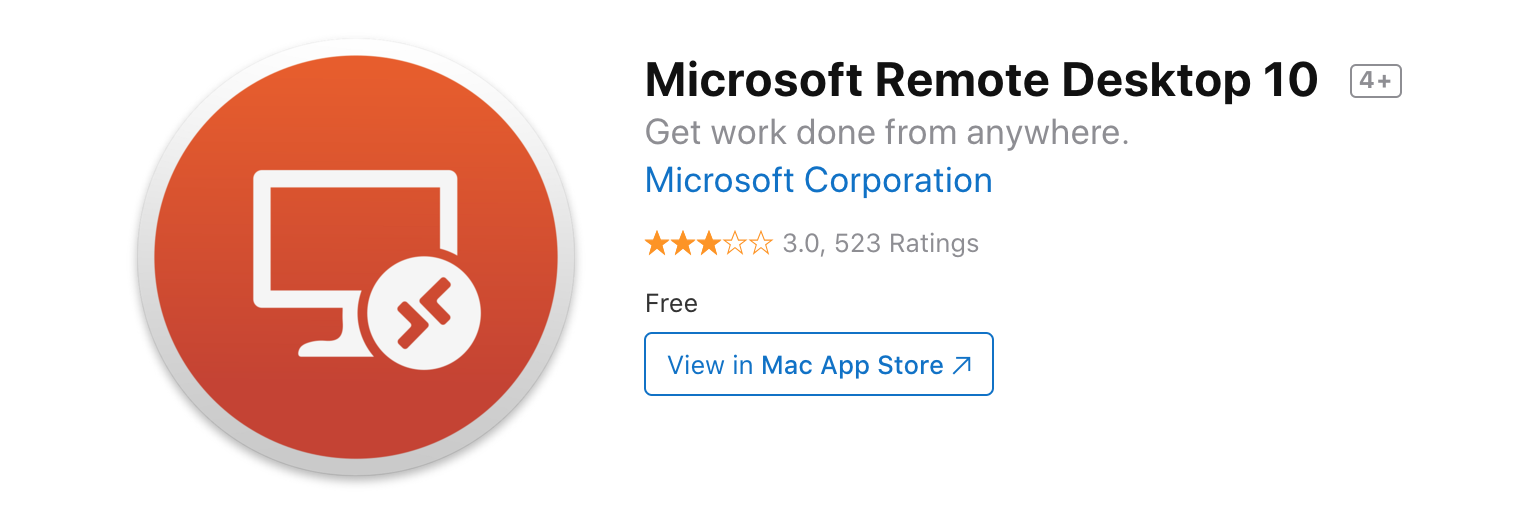 Microsoft Remote Desktop 10 4+
Get work done from anywhere.
Microsoft Corporation
3.0, 523 Ratings
Free
View in Mac App Store